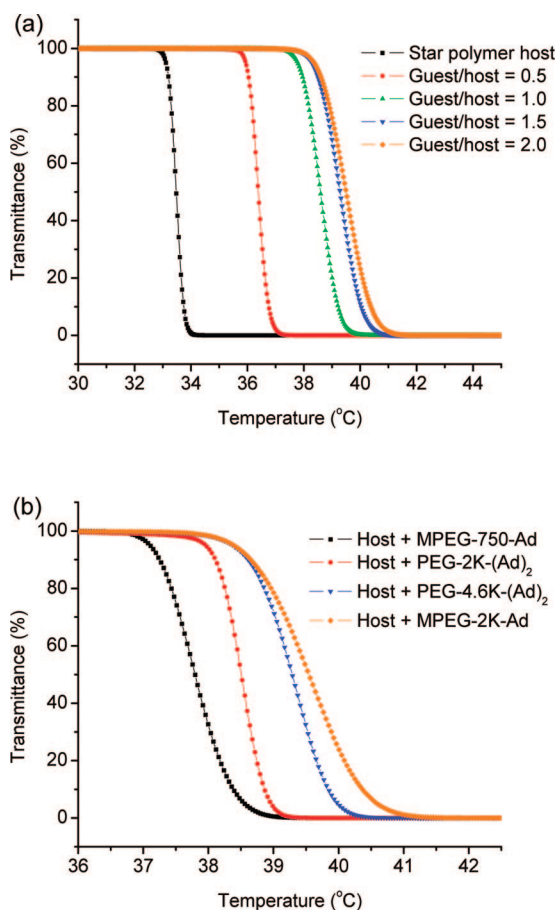 (a)
100
80
60
40
20
0
Transmittance (%)
Star polymer host
Guest/host = 0.5
Guest/host = 1.0
Guest/host = 1.5
Guest/host = 2.0
30 32 34 36 38 40 42 44
Temperature (°C)
(b)
100
80
60
40
20
0
Transmittance (%)
Host + MPEG-750-Ad
Host + PEG-2K-(Ad)₂
Host + PEG-4.6K-(Ad)₂
Host + MPEG-2K-Ad
36 37 38 39 40 41 42
Temperature (°C)